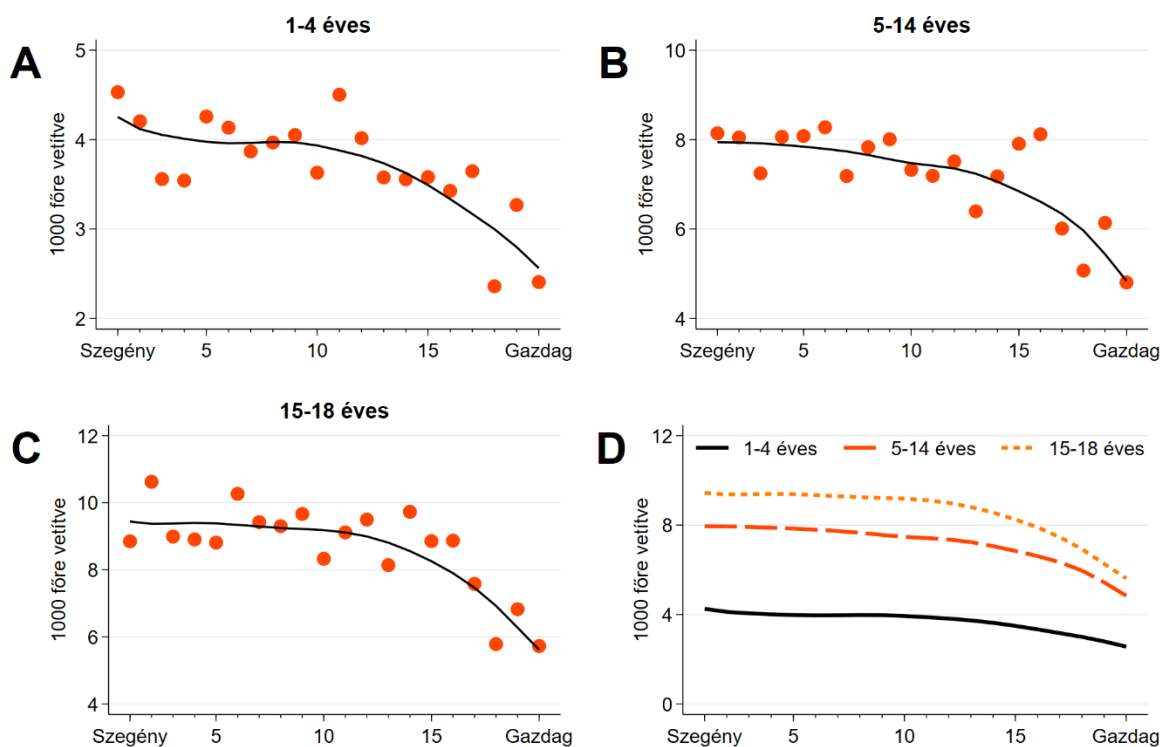 A
1-4 éves
1000 főre vetítve
5
4
3
2
Szegény 5 10 15 Gazdag
B
5-14 éves
1000 főre vetítve
10
8
6
4
Szegény 5 10 15 Gazdag
C
15-18 éves
1000 főre vetítve
12
10
8
6
4
Szegény 5 10 15 Gazdag
D
1-4 éves 5-14 éves 15-18 éves
1000 főre vetítve
12
8
4
0
Szegény 5 10 15 Gazdag